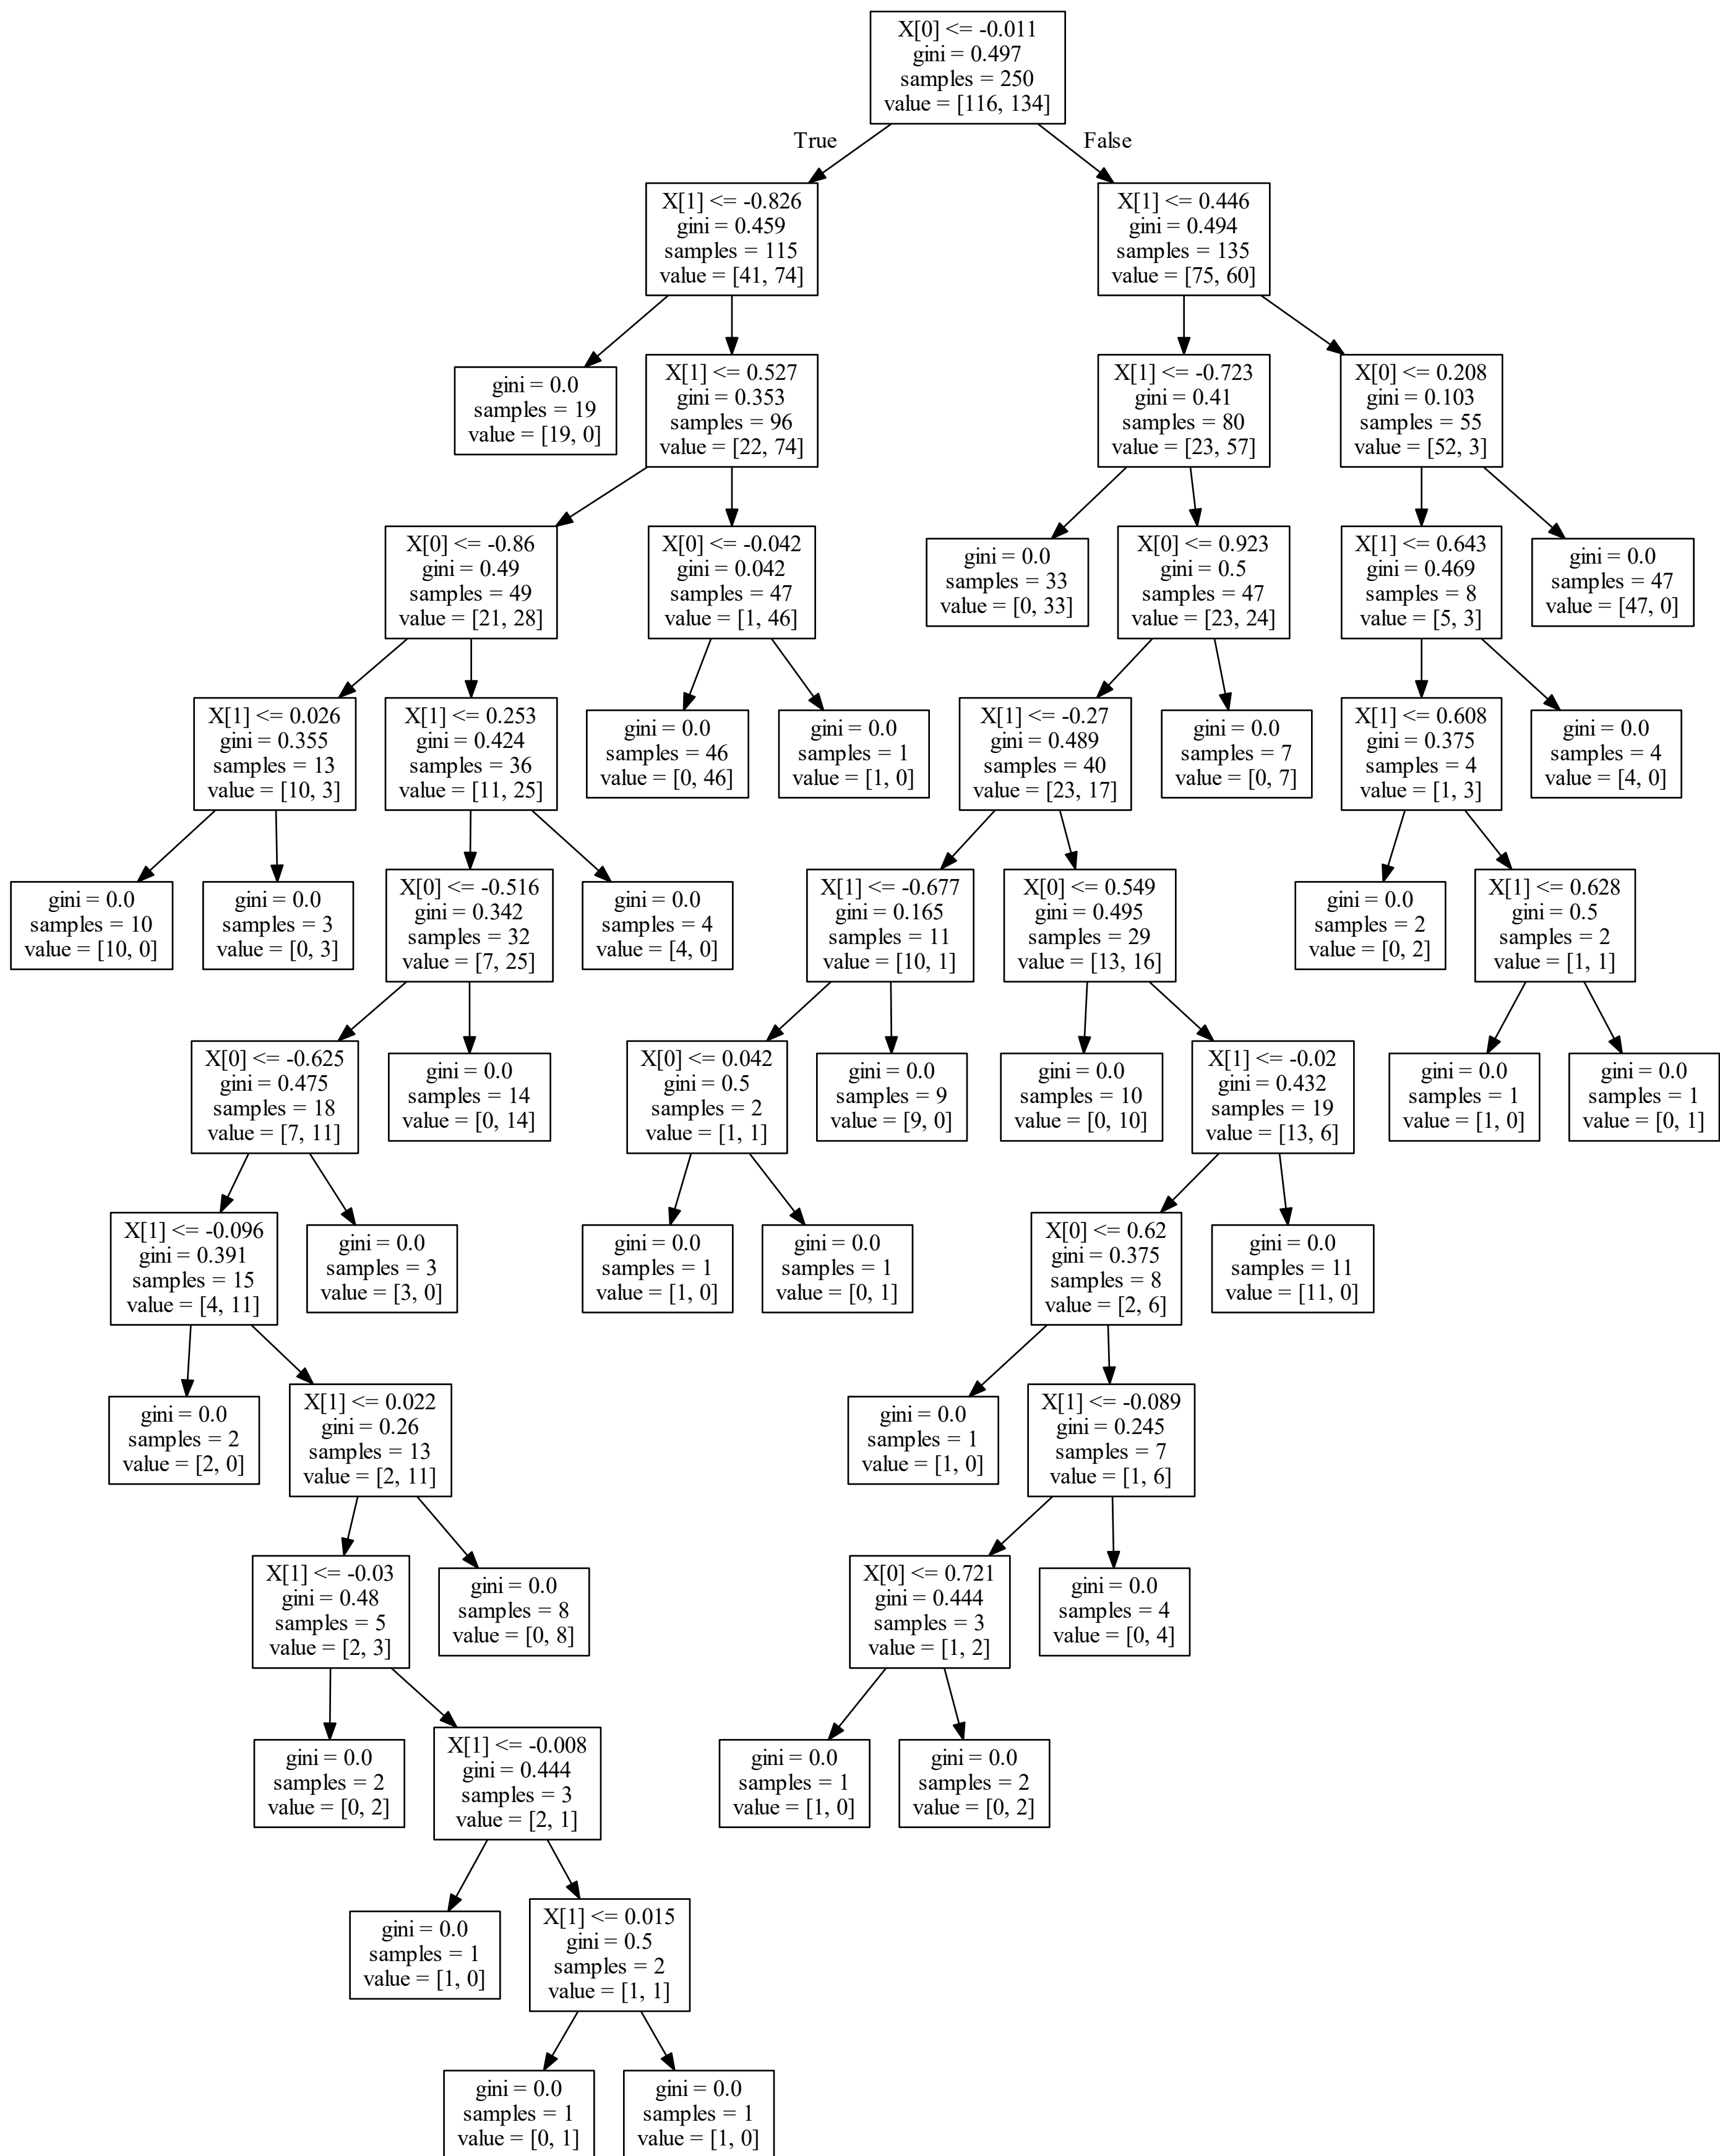 X[0] <= -0.011
gini = 0.497
samples = 250
value = [116, 134]
True
False
X[1] <= -0.826
gini = 0.459
samples = 115
value = [41, 74]
X[1] <= 0.446
gini = 0.494
samples = 135
value = [75, 60]
gini = 0.0
samples = 19
value = [19, 0]
X[1] <= 0.527
gini = 0.353
samples = 96
value = [22, 74]
X[1] <= -0.723
gini = 0.41
samples = 80
value = [23, 57]
X[0] <= 0.208
gini = 0.103
samples = 55
value = [52, 3]
X[0] <= -0.86
gini = 0.49
samples = 49
value = [21, 28]
X[0] <= -0.042
gini = 0.042
samples = 47
value = [1, 46]
gini = 0.0
samples = 33
value = [0, 33]
X[0] <= 0.923
gini = 0.5
samples = 47
value = [23, 24]
X[1] <= 0.643
gini = 0.469
samples = 8
value = [5, 3]
gini = 0.0
samples = 47
value = [47, 0]
X[1] <= 0.026
gini = 0.355
samples = 13
value = [10, 3]
X[1] <= 0.253
gini = 0.424
samples = 36
value = [11, 25]
gini = 0.0
samples = 46
value = [0, 46]
gini = 0.0
samples = 1
value = [1, 0]
X[1] <= -0.27
gini = 0.489
samples = 40
value = [23, 17]
gini = 0.0
samples = 7
value = [0, 7]
X[1] <= 0.608
gini = 0.375
samples = 4
value = [1, 3]
gini = 0.0
samples = 4
value = [4, 0]
gini = 0.0
samples = 10
value = [10, 0]
gini = 0.0
samples = 3
value = [0, 3]
X[0] <= -0.516
gini = 0.342
samples = 32
value = [7, 25]
gini = 0.0
samples = 4
value = [4, 0]
X[1] <= -0.677
gini = 0.165
samples = 11
value = [10, 1]
X[0] <= 0.549
gini = 0.495
samples = 29
value = [13, 16]
gini = 0.0
samples = 2
value = [0, 2]
X[1] <= 0.628
gini = 0.5
samples = 2
value = [1, 1]
X[0] <= -0.625
gini = 0.475
samples = 18
value = [7, 11]
gini = 0.0
samples = 14
value = [0, 14]
X[0] <= 0.042
gini = 0.5
samples = 2
value = [1, 1]
gini = 0.0
samples = 9
value = [9, 0]
gini = 0.0
samples = 10
value = [0, 10]
X[1] <= -0.02
gini = 0.432
samples = 19
value = [13, 6]
gini = 0.0
samples = 1
value = [1, 0]
gini = 0.0
samples = 1
value = [0, 1]
X[1] <= -0.096
gini = 0.391
samples = 15
value = [4, 11]
gini = 0.0
samples = 3
value = [3, 0]
gini = 0.0
samples = 1
value = [1, 0]
gini = 0.0
samples = 1
value = [0, 1]
X[0] <= 0.62
gini = 0.375
samples = 8
value = [2, 6]
gini = 0.0
samples = 11
value = [11, 0]
gini = 0.0
samples = 2
value = [2, 0]
X[1] <= 0.022
gini = 0.26
samples = 13
value = [2, 11]
gini = 0.0
samples = 1
value = [1, 0]
X[1] <= -0.089
gini = 0.245
samples = 7
value = [1, 6]
X[1] <= -0.03
gini = 0.48
samples = 5
value = [2, 3]
gini = 0.0
samples = 8
value = [0, 8]
X[0] <= 0.721
gini = 0.444
samples = 3
value = [1, 2]
gini = 0.0
samples = 4
value = [0, 4]
gini = 0.0
samples = 2
value = [0, 2]
X[1] <= -0.008
gini = 0.444
samples = 3
value = [2, 1]
gini = 0.0
samples = 1
value = [1, 0]
gini = 0.0
samples = 2
value = [0, 2]
gini = 0.0
samples = 1
value = [1, 0]
X[1] <= 0.015
gini = 0.5
samples = 2
value = [1, 1]
gini = 0.0
samples = 1
value = [0, 1]
gini = 0.0
samples = 1
value = [1, 0]